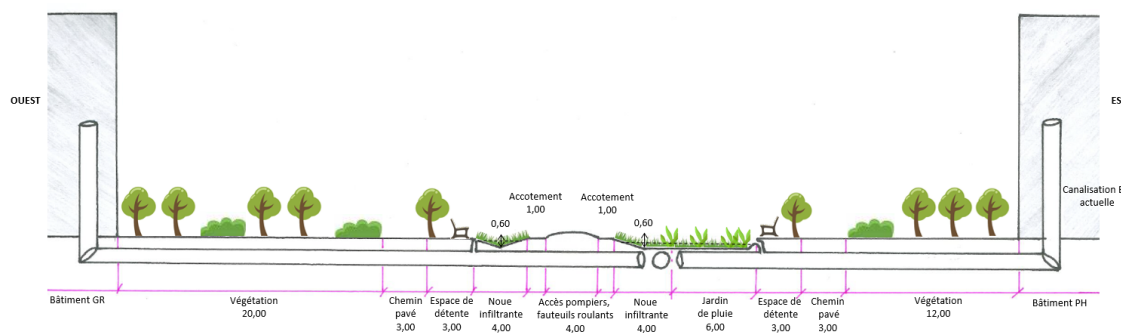 OUEST
ES
Accotement Accotement
1,00 1,00
0,60 0,60
Canalisation E
actuelle
Bâtiment GR
Végétation
20,00
Chemin
pavé
3,00
Espace de
détente
3,00
Noue
infiltrante
4,00
Accès pompiers,
fauteuils roulants
4,00
Noue
infiltrante
4,00
Jardin
de pluie
6,00
Espace de
détente
3,00
Chemin
pavé
3,00
Végétation
12,00
Bâtiment PH